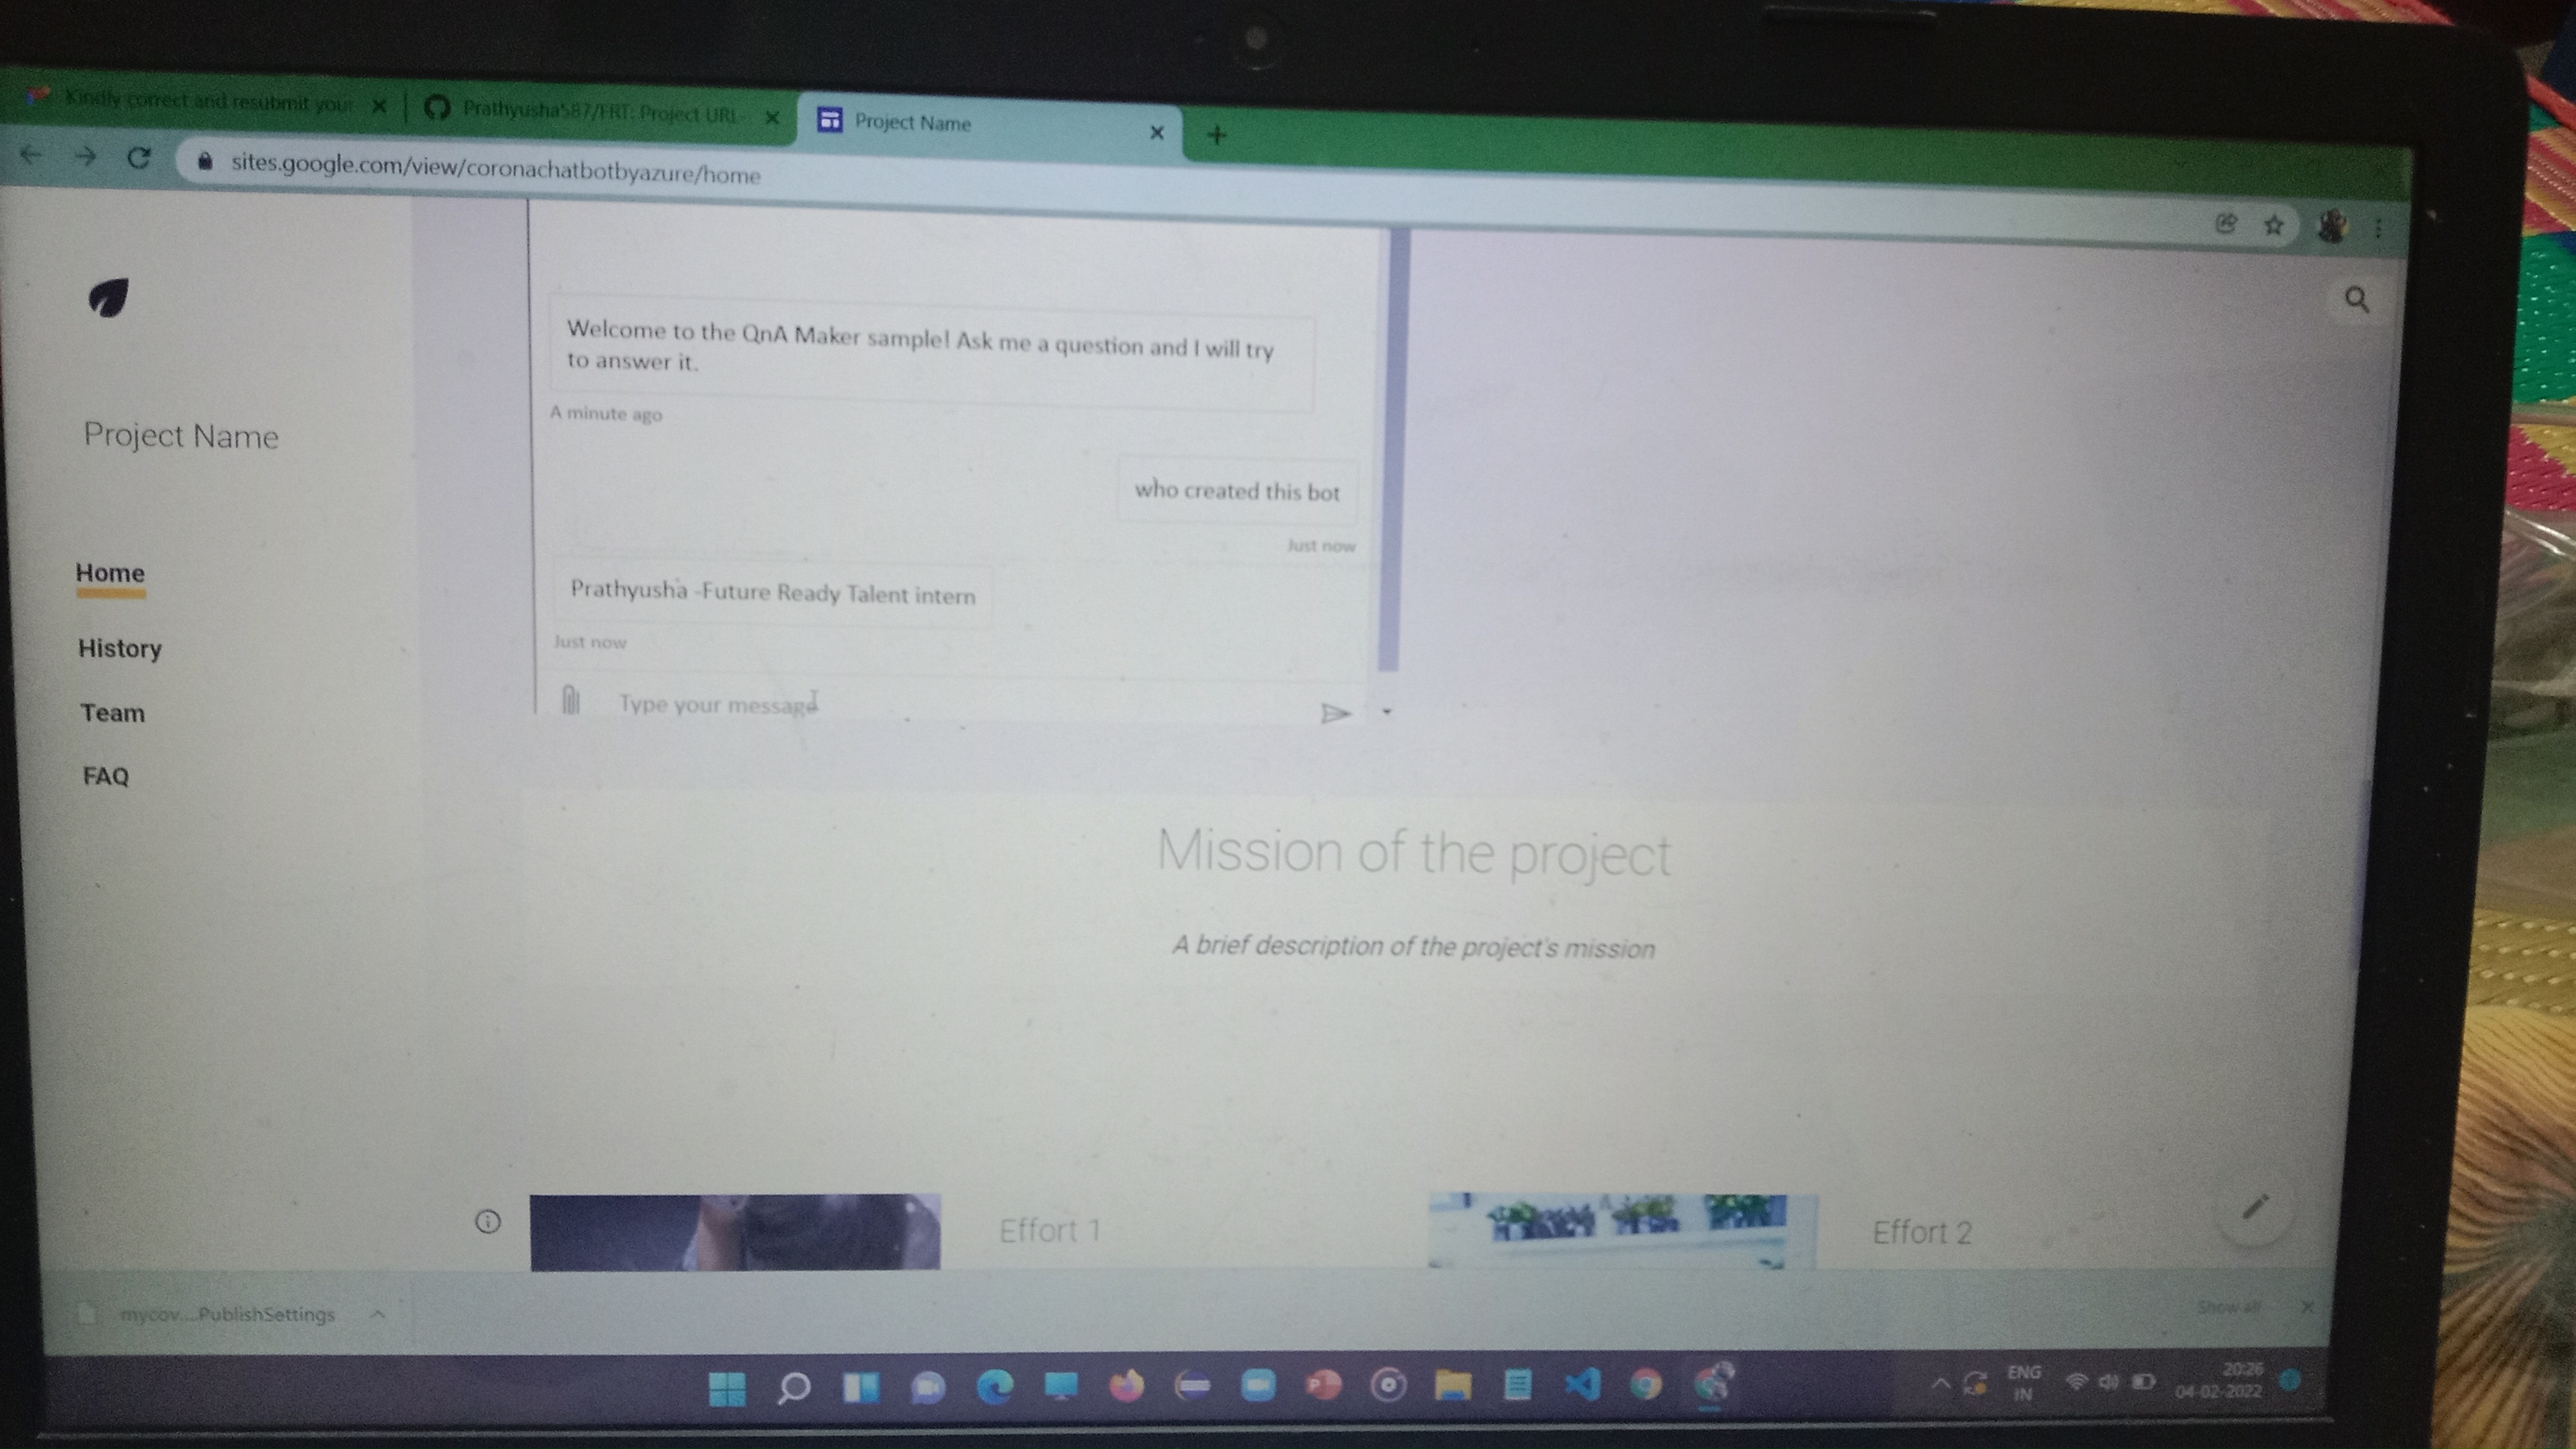 Kindly correct and resubmit your
Prathyusha587/FRT: Project URL-
Project Name
sites.google.com/view/coronachatbotbyazure/home
Project Name
Home
History
Team
FAQ
Welcome to the QnA Maker sample! Ask me a question and I will try
to answer it.
A minute ago
who created this bot
Just now
Prathyusha -Future Ready Talent intern
Just now
Type your message
Mission of the project
A brief description of the project's mission
Effort 1
Effort 2
mycov....PublishSettings
Show all
ENG
IN
20:26
04-02-2022